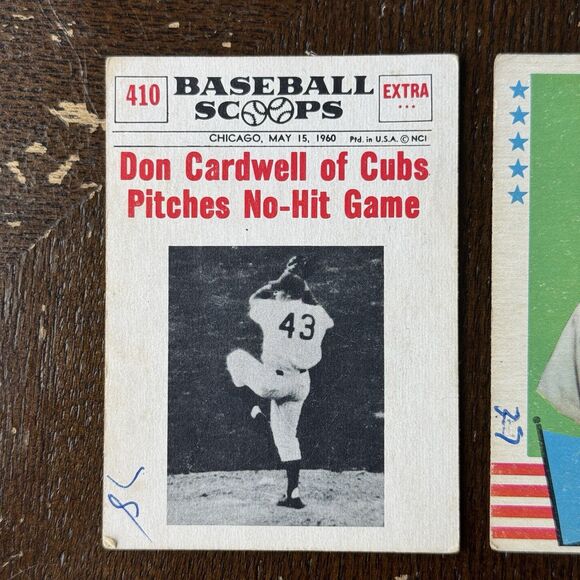 410
BASEBALL
SCOOPS
EXTRA
CHICAGO, MAY 15, 1960 Ptd. in U.S.A. © NCI
Don Cardwell of Cubs
Pitches No-Hit Game
43
37